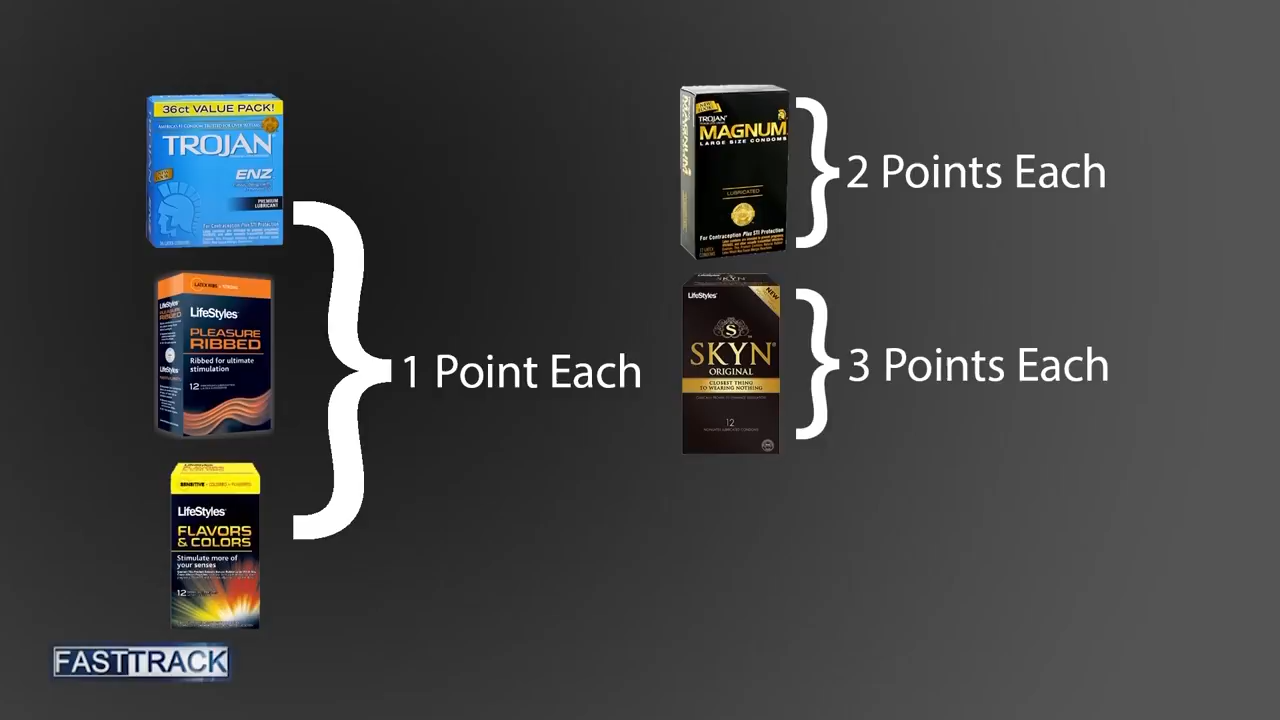 36ct VALUE PACK!
TROJAN
ENZ
PREMIUM
LUBRICANT
For Contraception Plus STI Protection
LifeStyles
PLEASURE
RIBBED
Ribbed for ultimate
stimulation
12
LifeStyles
FLAVORS
& COLORS
Stimulate more of
your senses
12
1 Point Each
MAGNUM
TROJAN
MAGNUM
LARGE SIZE CONDOMS
LUBRICATED
For Contraception Plus STI Protection
2 Points Each
SKYN
LifeStyles
NEW
S
SKYN
ORIGINAL
CLOSEST THING
TO WEARING NOTHING
12
3 Points Each
FASTTRACK